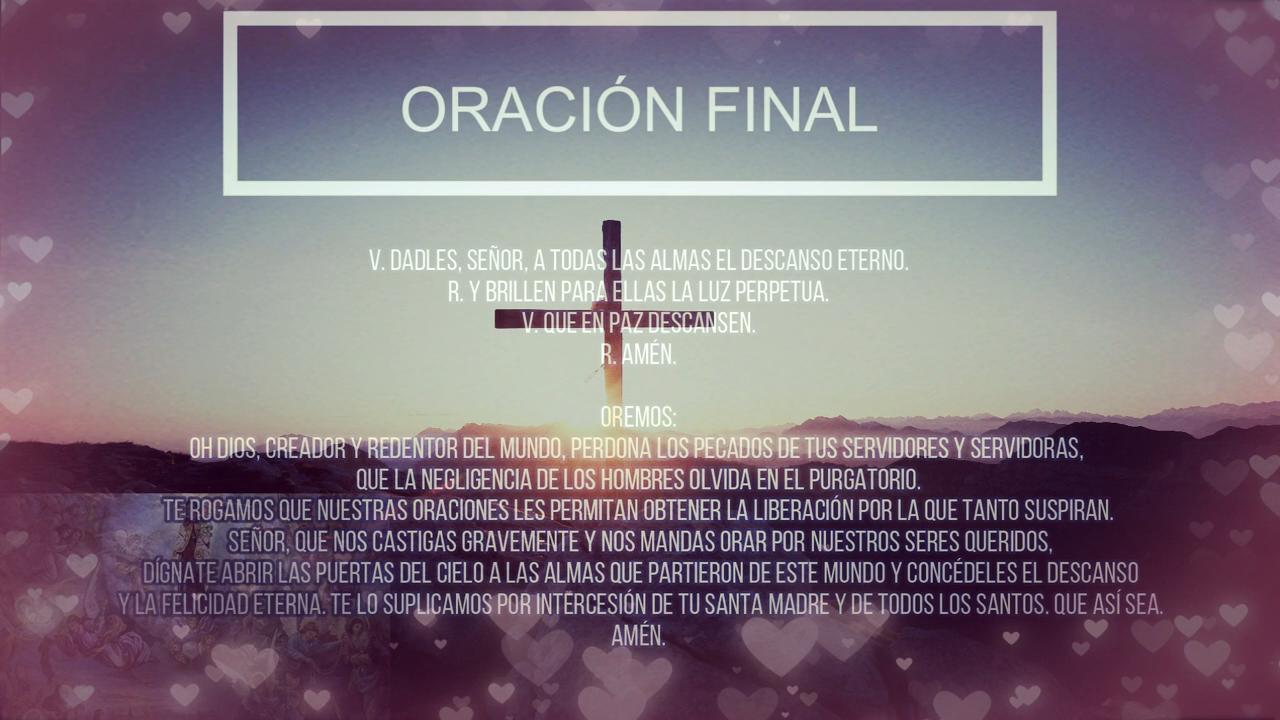 ORACIÓN FINAL
V. DADLES, SEÑOR, A TODAS LAS ALMAS EL DESCANSO ETERNO.
R. Y BRILLEN PARA ELLAS LA LUZ PERPETUA.
V. QUE EN PAZ DESCANSEN.
R. AMÉN.
OREMOS:
OH DIOS, CREADOR Y REDENTOR DEL MUNDO, PERDONA LOS PECADOS DE TUS SERVIDORES Y SERVIDORAS,
QUE LA NEGLIGENCIA DE LOS HOMBRES OLVIDA EN EL PURGATORIO.
TE ROGAMOS QUE NUESTRAS ORACIONES LES PERMITAN OBTENER LA LIBERACIÓN POR LA QUE TANTO SUSPIRAN.
SEÑOR, QUE NOS CASTIGAS GRAVEMENTE Y NOS MANDAS ORAR POR NUESTROS SERES QUERIDOS,
DÍGNATE ABRIR LAS PUERTAS DEL CIELO A LAS ALMAS QUE PARTIERON DE ESTE MUNDO Y CONCÉDELES EL DESCANSO
Y LA FELICIDAD ETERNA. TE LO SUPLICAMOS POR INTERCESIÓN DE TU SANTA MADRE Y DE TODOS LOS SANTOS. QUE ASÍ SEA.
AMÉN.